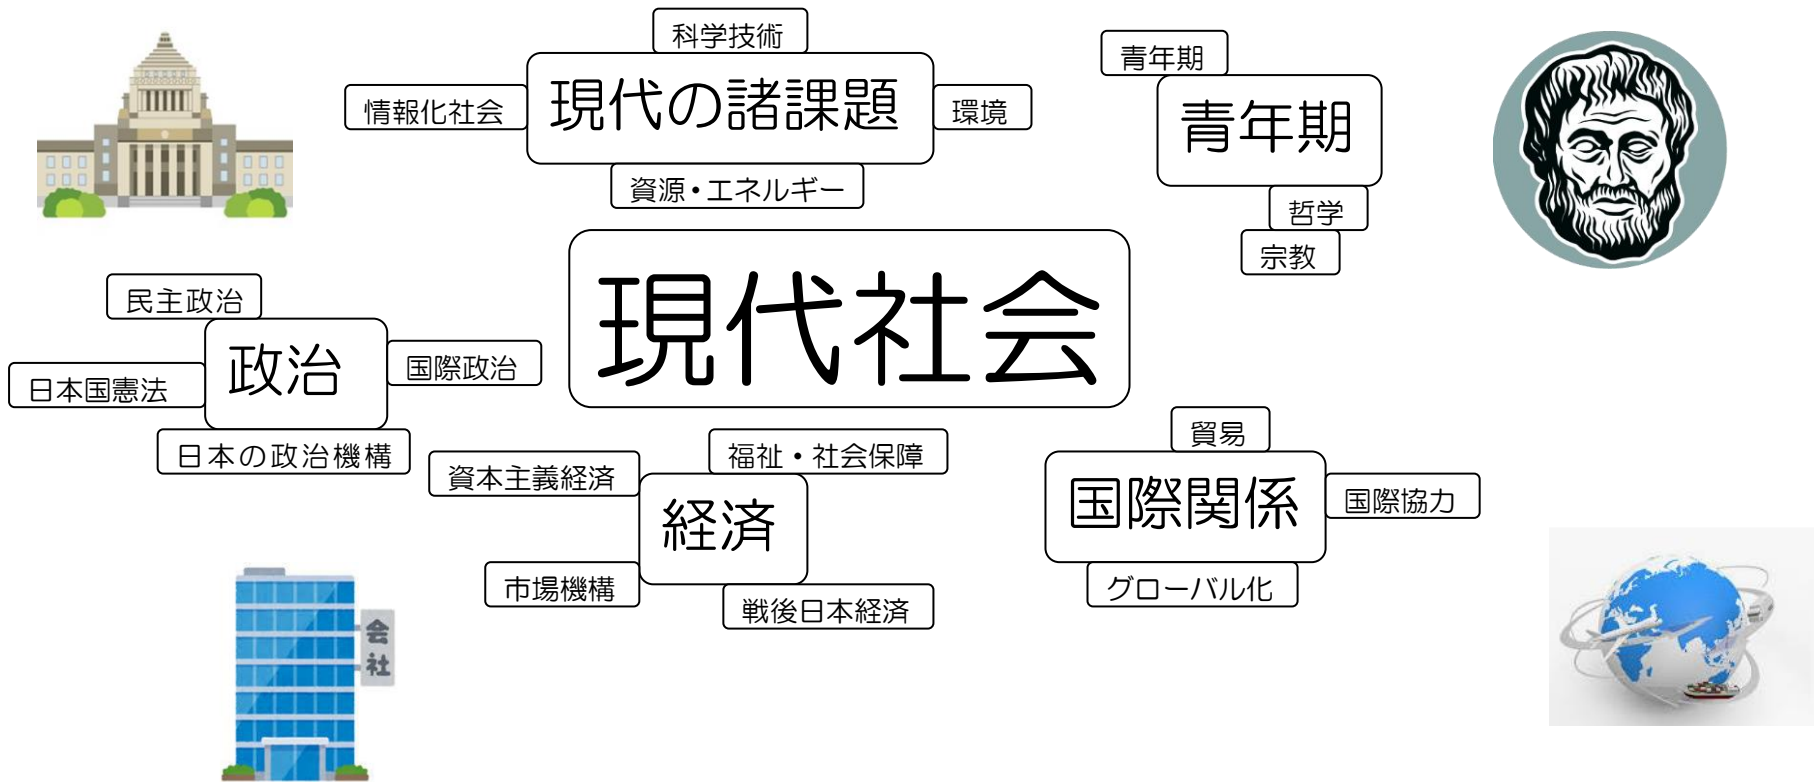 科学技術
現代の諸課題
情報化社会
環境
資源・エネルギー
青年期
青年期
哲学
宗教
現代社会
民主政治
政治
国際政治
日本国憲法
日本の政治機構
福祉・社会保障
資本主義経済
経済
市場機構
戦後日本経済
貿易
国際関係
国際協力
グローバル化
会社